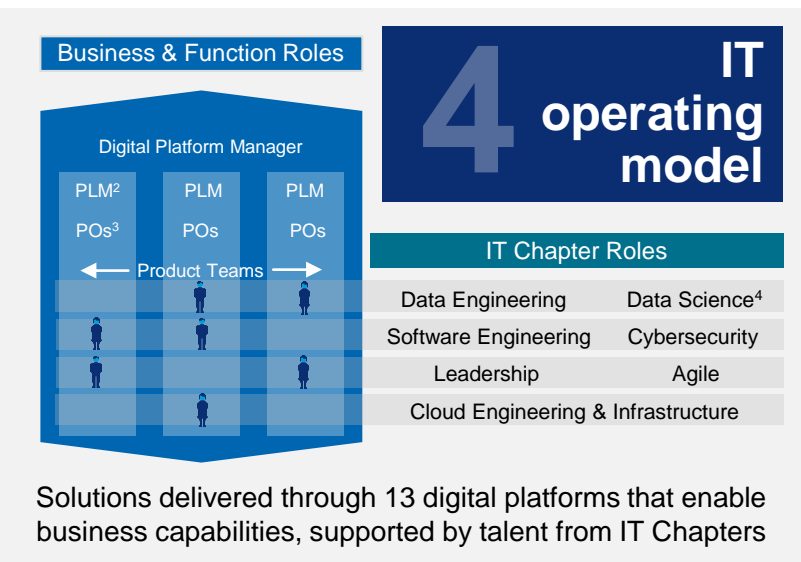 Business & Function Roles
4
IT
operating
model
Digital Platform Manager
PLM² PLM PLM
POs³ POs POs
Product Teams
IT Chapter Roles
Data Engineering Data Science⁴
Software Engineering Cybersecurity
Leadership Agile
Cloud Engineering & Infrastructure
Solutions delivered through 13 digital platforms that enable
business capabilities, supported by talent from IT Chapters